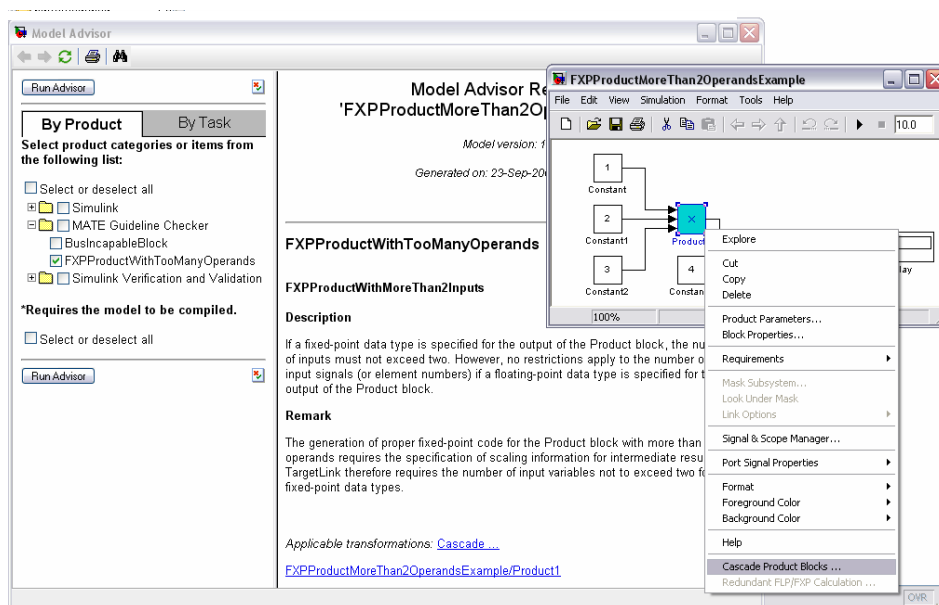 Model Advisor
Run Advisor
By Product
By Task
Select product categories or items from
the following list:
Select or deselect all
Simulink
MATE Guideline Checker
BusIncapableBlock
FXPProductWithTooManyOperands
Simulink Verification and Validation
*Requires the model to be compiled.
Select or deselect all
Run Advisor
Model Advisor Re
'FXPProductMoreThan2Op
Model version: 1
Generated on: 23-Sep-200
FXPProductWithTooManyOperands
FXPProductWithMoreThan2Inputs
Description
If a fixed-point data type is specified for the output of the Product block, the nu
of inputs must not exceed two. However, no restrictions apply to the number o
input signals (or element numbers) if a floating-point data type is specified for t
output of the Product block.
Remark
The generation of proper fixed-point code for the Product block with more than
operands requires the specification of scaling information for intermediate resu
TargetLink therefore requires the number of input variables not to exceed two fo
fixed-point data types.
Applicable transformations: Cascade ...
FXPProductMoreThan2OperandsExample/Product1
FXPProductMoreThan2OperandsExample
File Edit View Simulation Format Tools Help
10.0
1
Constant
2
Constant1
3
Constant2
×
Product
4
Constan
lay
100%
Explore
Cut
Copy
Delete
Product Parameters...
Block Properties...
Requirements
Mask Subsystem...
Look Under Mask
Link Options
Signal & Scope Manager...
Port Signal Properties
Format
Foreground Color
Background Color
Help
Cascade Product Blocks ...
Redundant FLP/FXP Calculation ...
OVR